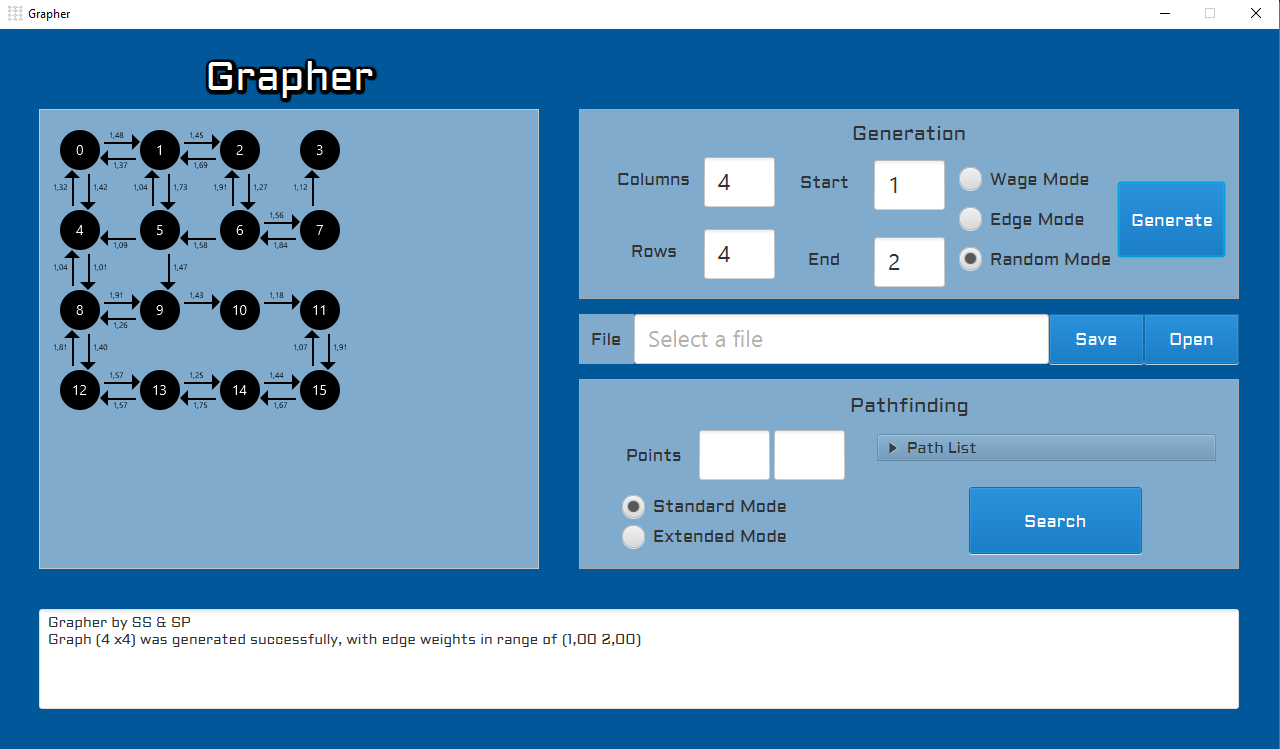 Grapher
Grapher
1,48 1,45
0 1 2 3
1,37 1,69
1,32 1,42 1,04 1,73 1,91 1,27 1,12
1,56
4 5 6 7
1,09 1,58 1,84
1,04 1,01 1,47
1,91 1,43 1,18
8 9 10 11
1,26
1,81 1,40 1,07 1,91
1,57 1,25 1,44
12 13 14 15
1,57 1,75 1,67
Generation
Columns 4 Start 1 Wage Mode
Edge Mode Generate
Rows 4 End 2 Random Mode
File Select a file Save Open
Pathfinding
Points Path List
Standard Mode
Extended Mode
Search
Grapher by SS & SP
Graph (4 x4) was generated successfully, with edge weights in range of (1,00 2,00)